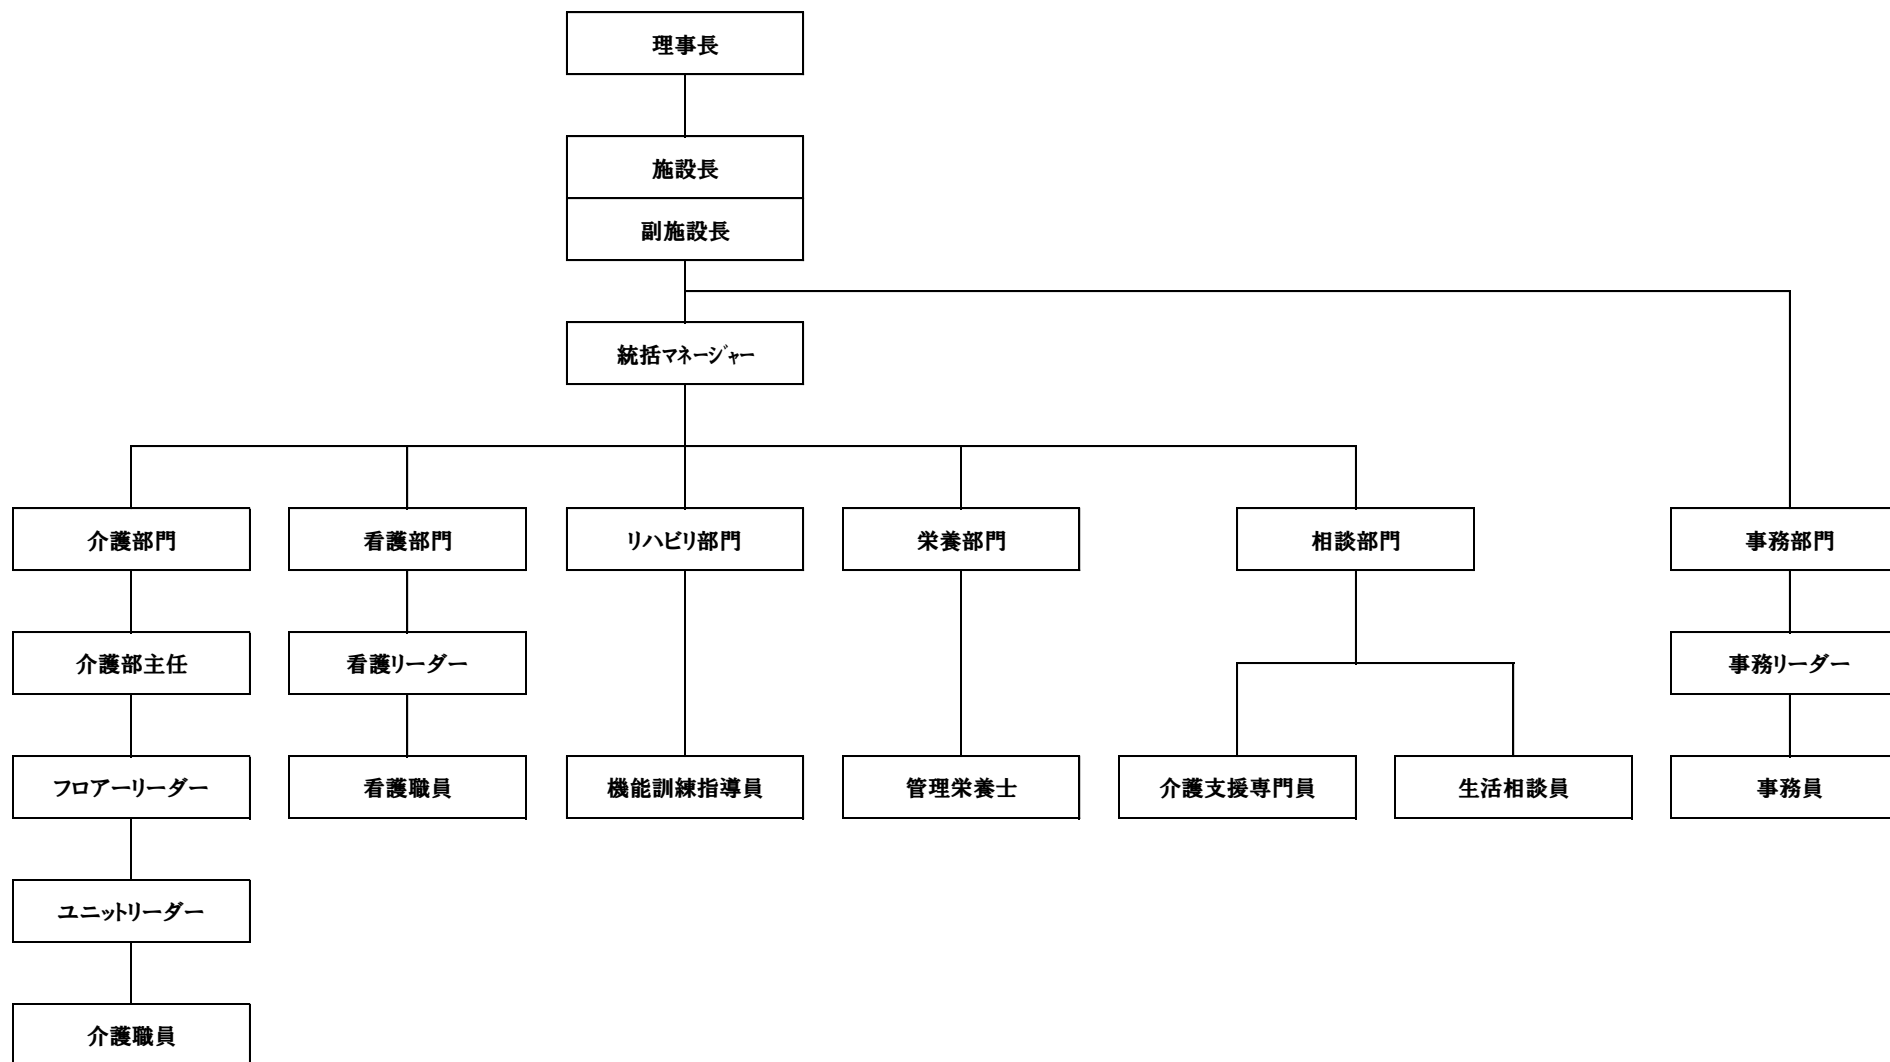 理事長
施設長
副施設長
統括マネージャー
介護部門
看護部門
リハビリ部門
栄養部門
相談部門
事務部門
介護部主任
看護リーダー
事務リーダー
フロアーリーダー
看護職員
機能訓練指導員
管理栄養士
介護支援専門員
生活相談員
事務員
ユニットリーダー
介護職員